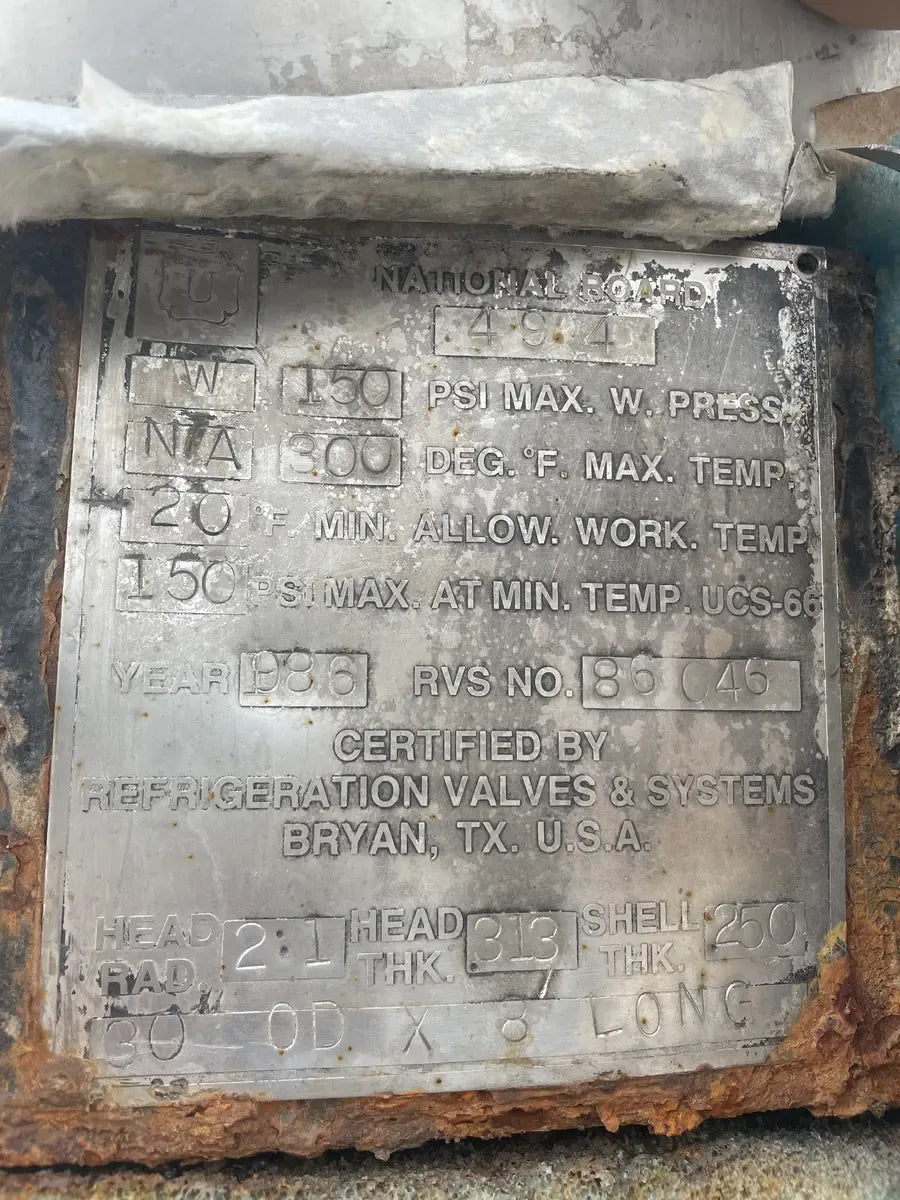 U
NATIONAL BOARD
494
W 150 PSI MAX. W. PRESS.
N/A 300 DEG. °F. MAX. TEMP.
20 °F. MIN. ALLOW. WORK. TEMP
150 PSI MAX. AT MIN. TEMP. UCS-66
YEAR 1986 RVS NO. 86 046
CERTIFIED BY
REFRIGERATION VALVES & SYSTEMS
BRYAN, TX. U.S.A.
HEAD RAD. 2:1 HEAD THK. 313 SHELL THK. 250
30 OD X 8 LONG